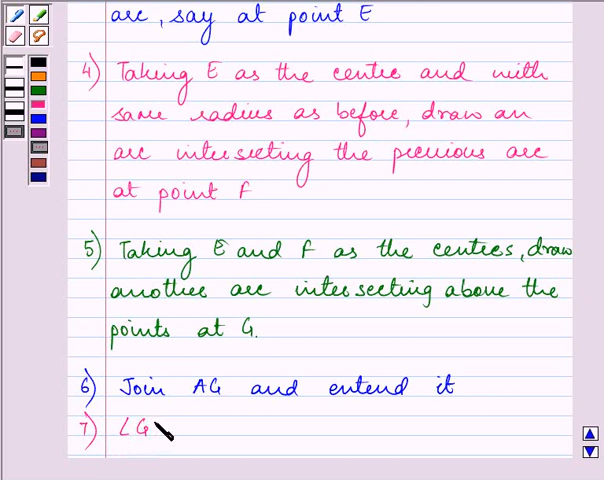 arc, say at point E
4) Taking E as the centre and with
same radius as before, draw an
arc intersecting the previous arc
at point F
5) Taking E and F as the centres, draw
another arc intersecting above the
points at G.
6) Join AG and entend it
7) ∠G